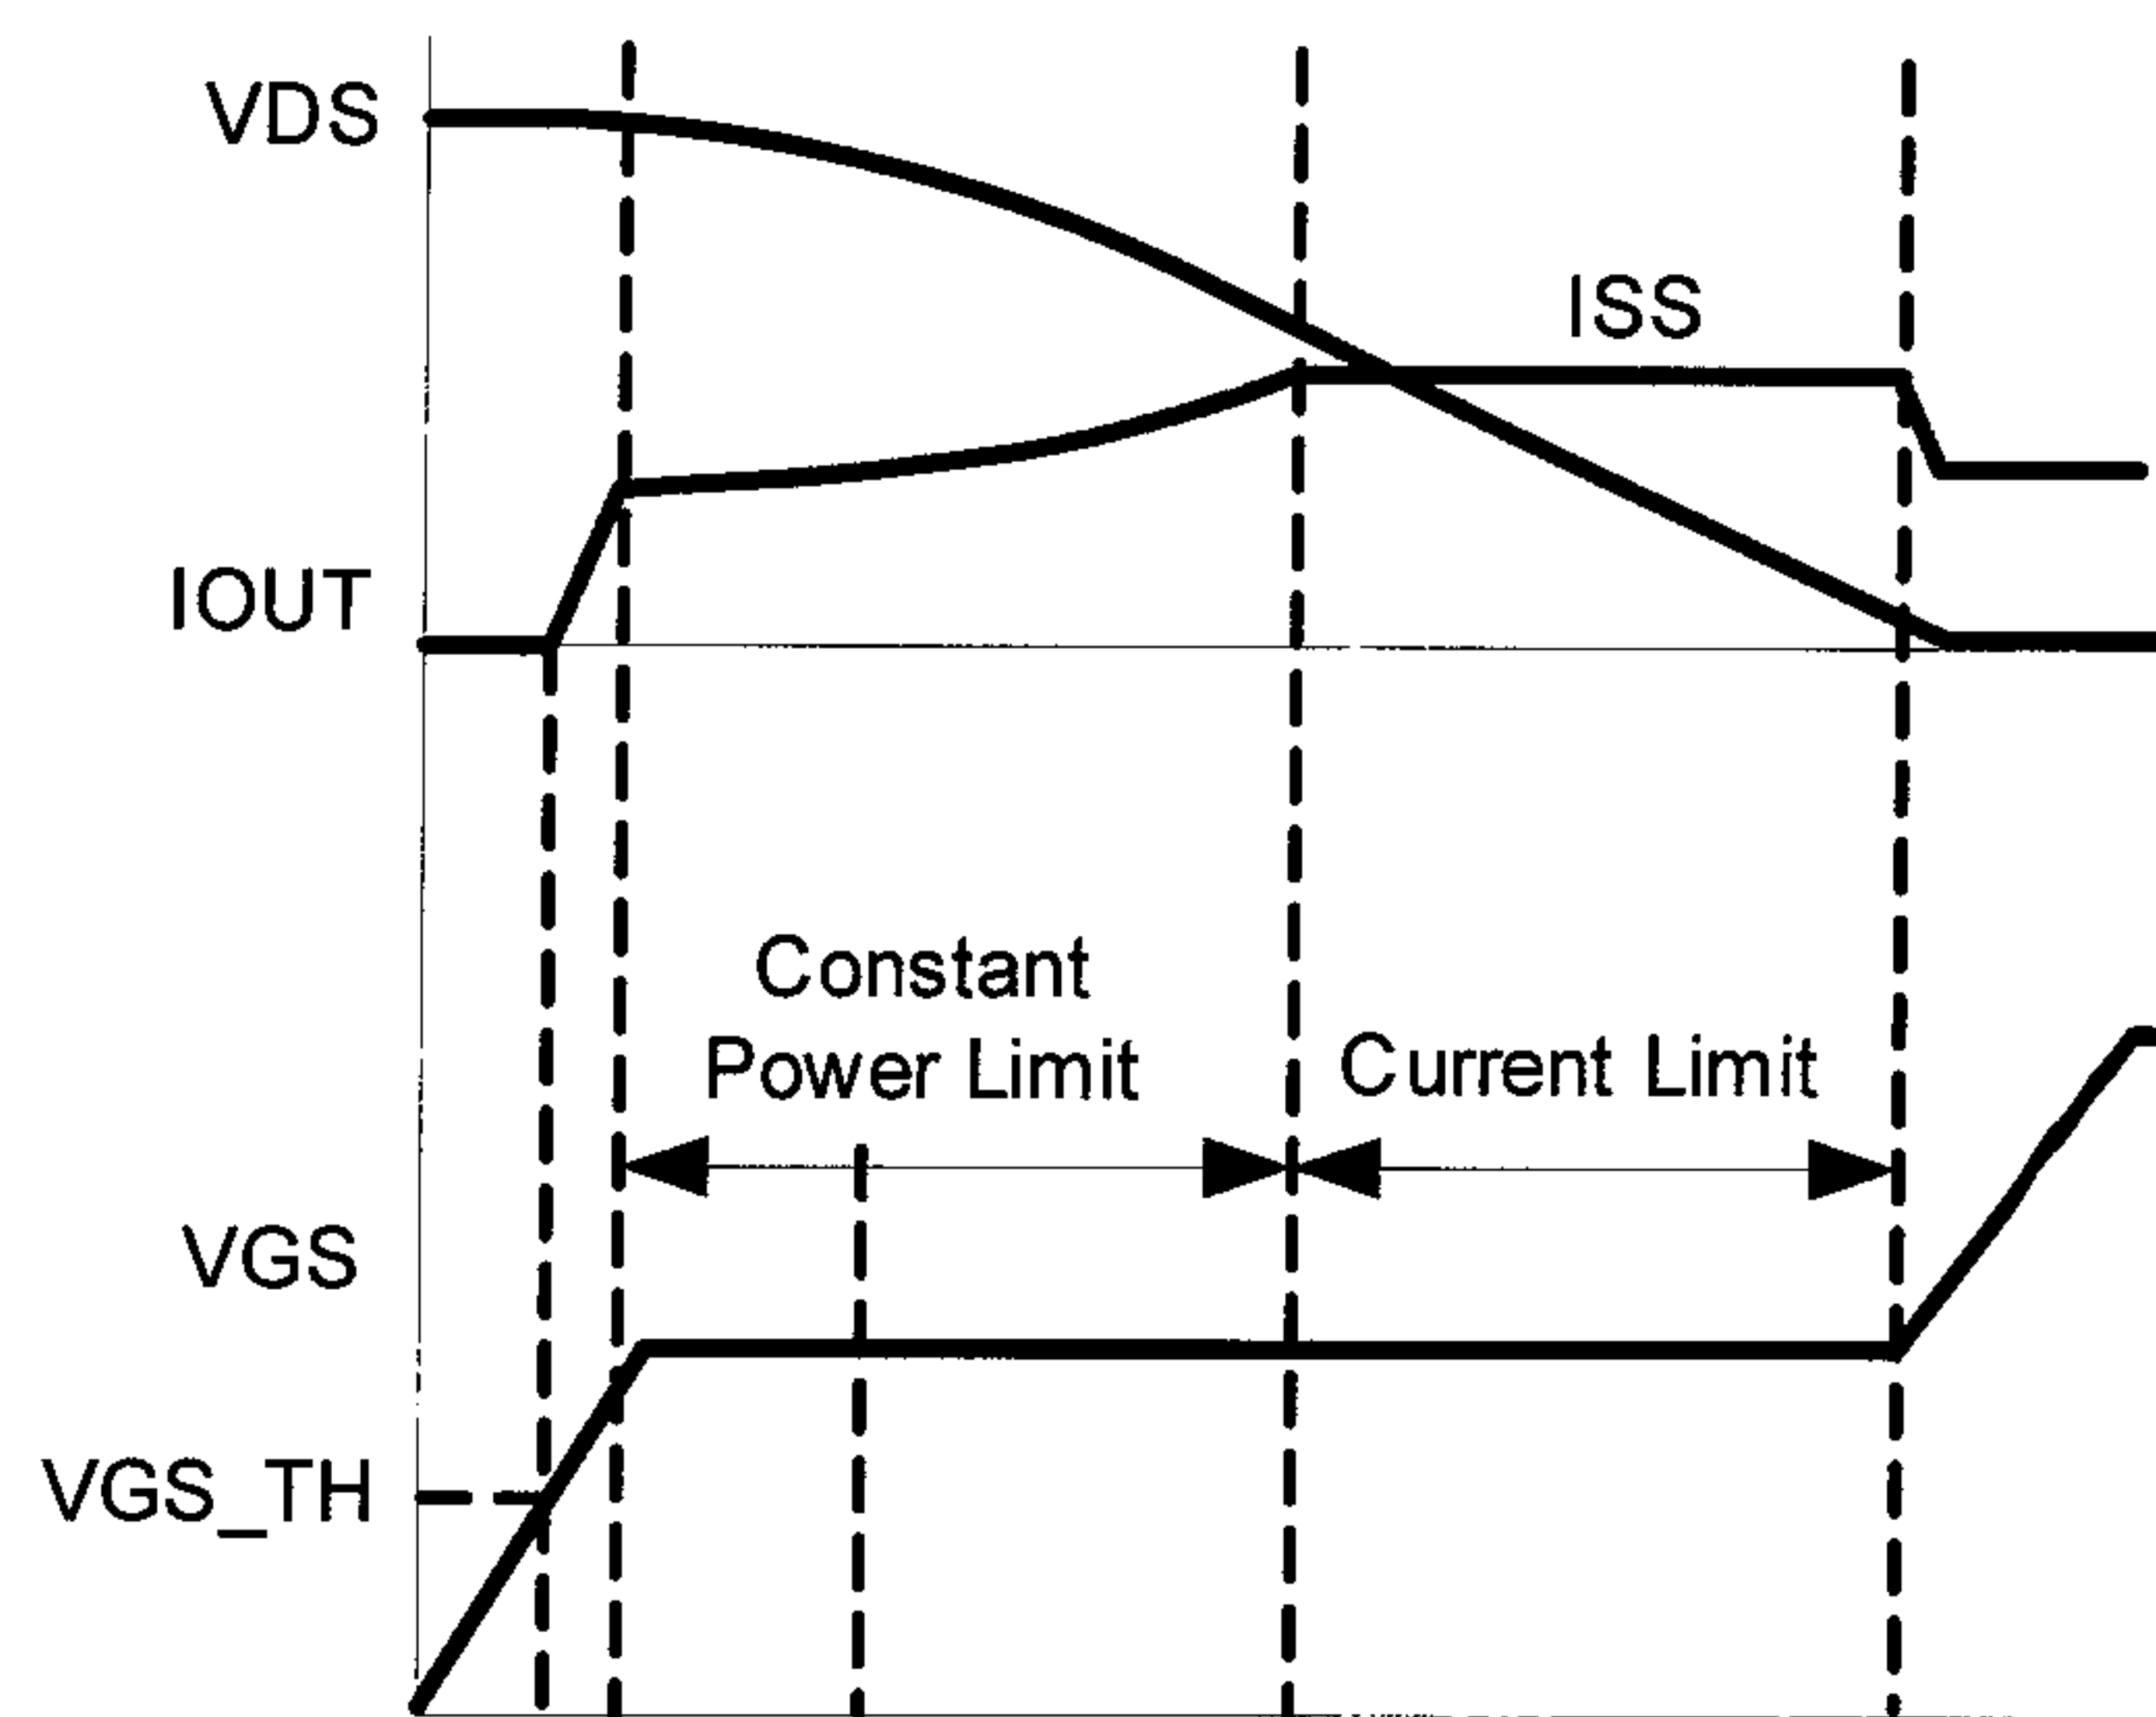 VDS
ISS
IOUT
Constant
Power Limit
Current Limit
VGS
VGS_TH